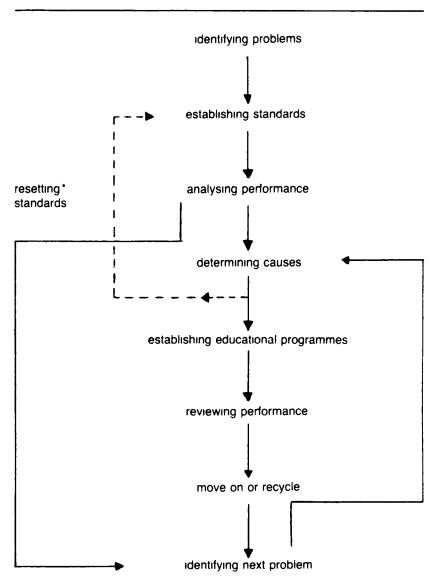 identifying problems
establishing standards
resetting*
standards
analysing performance
determining causes
establishing educational programmes
reviewing performance
move on or recycle
identifying next problem